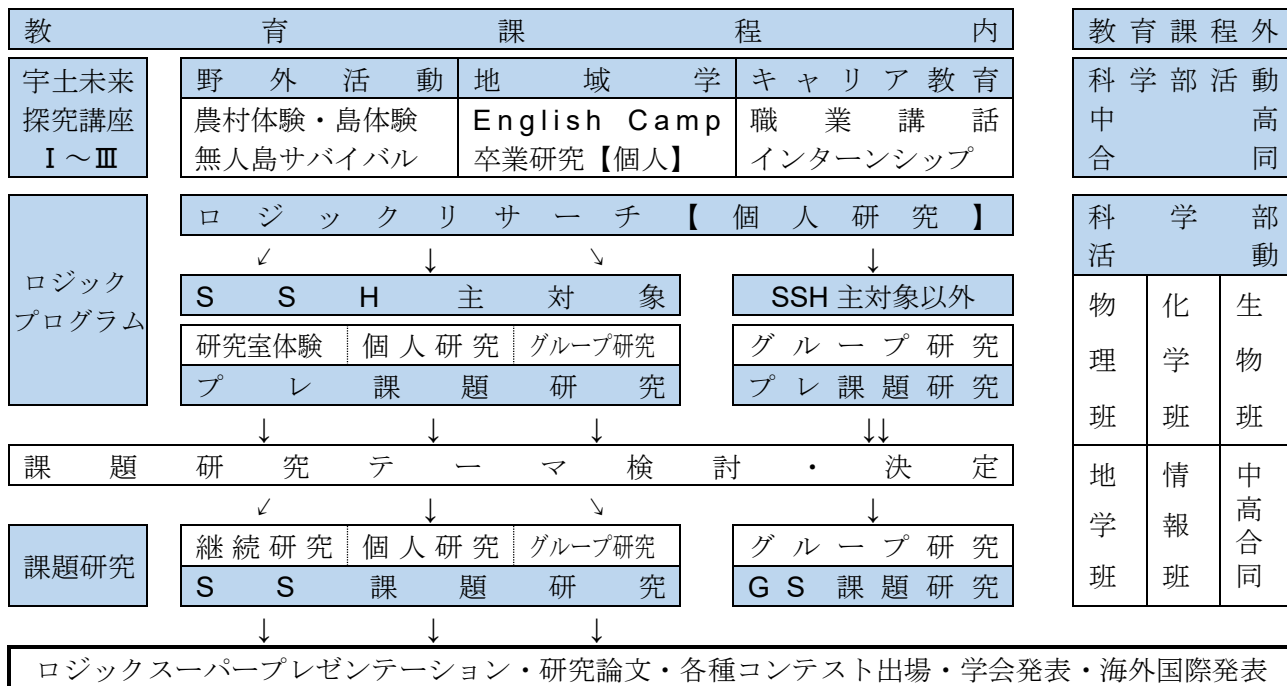 教育課程内
教育課程外
宇土未来
探究講座
Ⅰ～Ⅲ
野外活動
農村体験・島体験
無人島サバイバル
地域学
English Camp
卒業研究【個人】
キャリア教育
職業講話
インターンシップ
科学部活動
中高
合同
ロジック
プログラム
ロジックリサーチ【個人研究】
↙ ↓ ↘ ↓
SSH主対象
SSH主対象以外
研究室体験 個人研究 グループ研究
グループ研究
プレ課題研究
プレ課題研究
↓ ↓ ↓ ↓↓
課題研究テーマ検討・決定
↙ ↓ ↘ ↓
課題研究
継続研究 個人研究 グループ研究
グループ研究
SS課題研究
GS課題研究
↓ ↓ ↓
科学部
活動
物理班
化学班
生物班
地学班
情報班
中高合同
ロジックスーパープレゼンテーション・研究論文・各種コンテスト出場・学会発表・海外国際発表